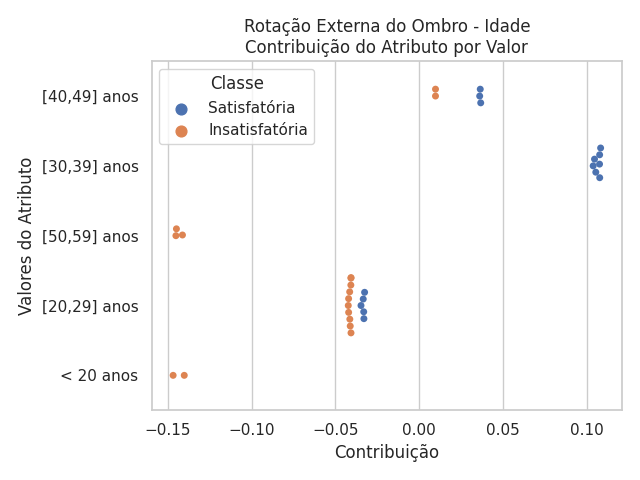 Rotação Externa do Ombro - Idade
Contribuição do Atributo por Valor
Classe
Satisfatória
Insatisfatória
Valores do Atributo
[40,49] anos
[30,39] anos
[50,59] anos
[20,29] anos
< 20 anos
−0.15
−0.10
−0.05
0.00
0.05
0.10
Contribuição